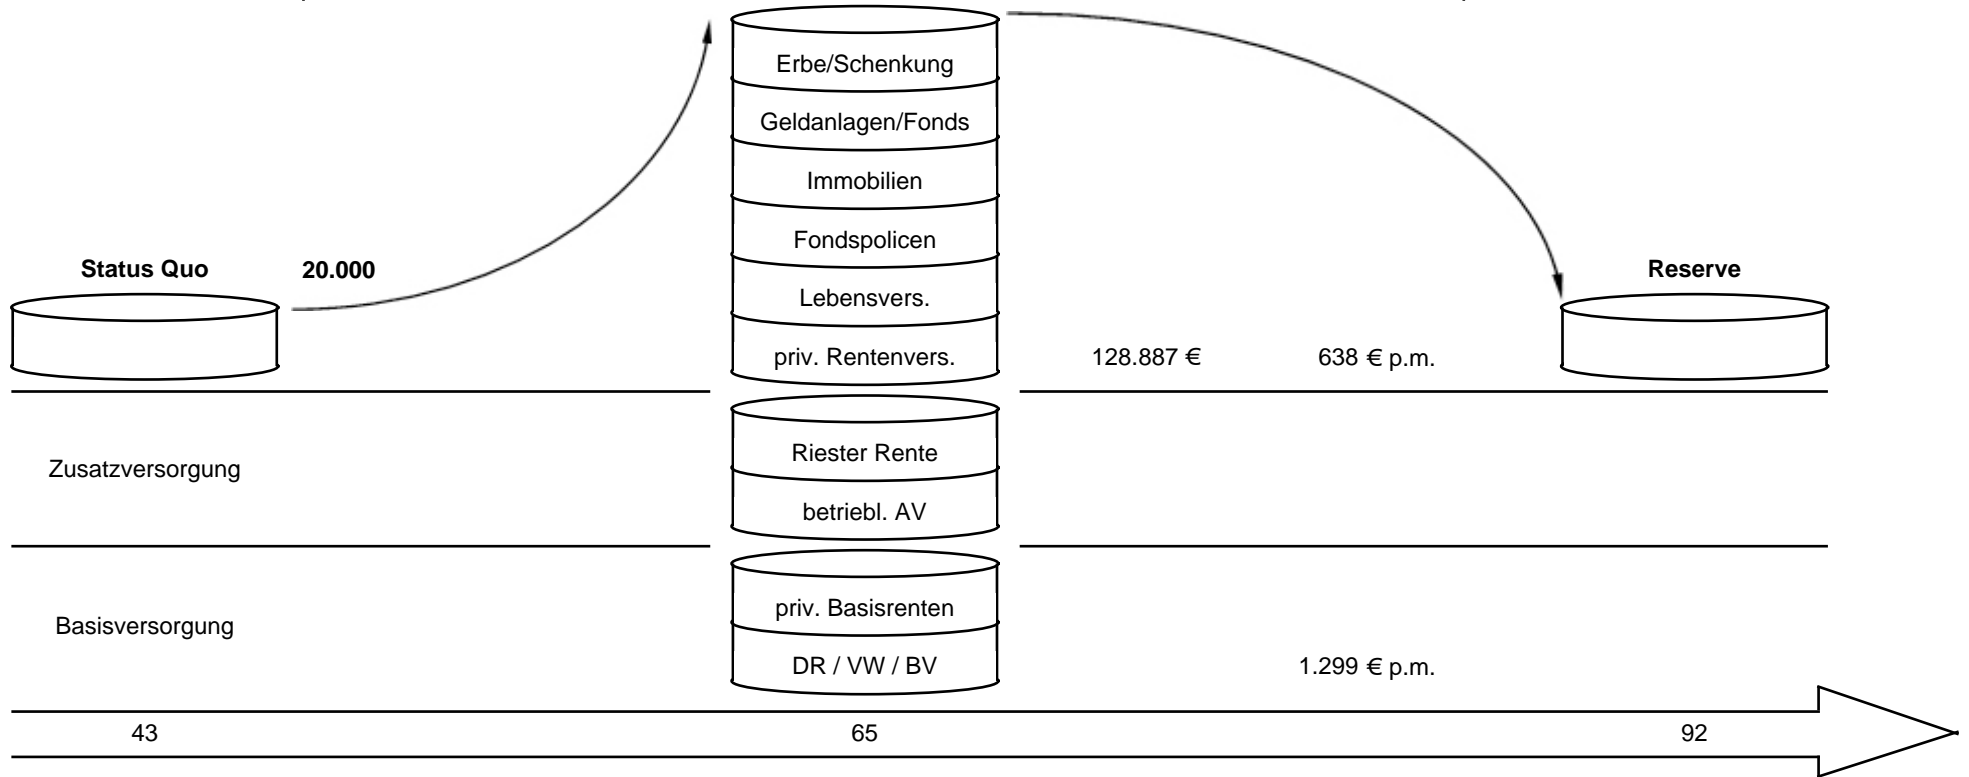 Erbe/Schenkung
Geldanlagen/Fonds
Immobilien
Fondspolicen
Status Quo
20.000
Reserve
Lebensvers.
priv. Rentenvers.
128.887 €
638 € p.m.
Zusatzversorgung
Riester Rente
betriebl. AV
Basisversorgung
priv. Basisrenten
DR / VW / BV
1.299 € p.m.
43
65
92